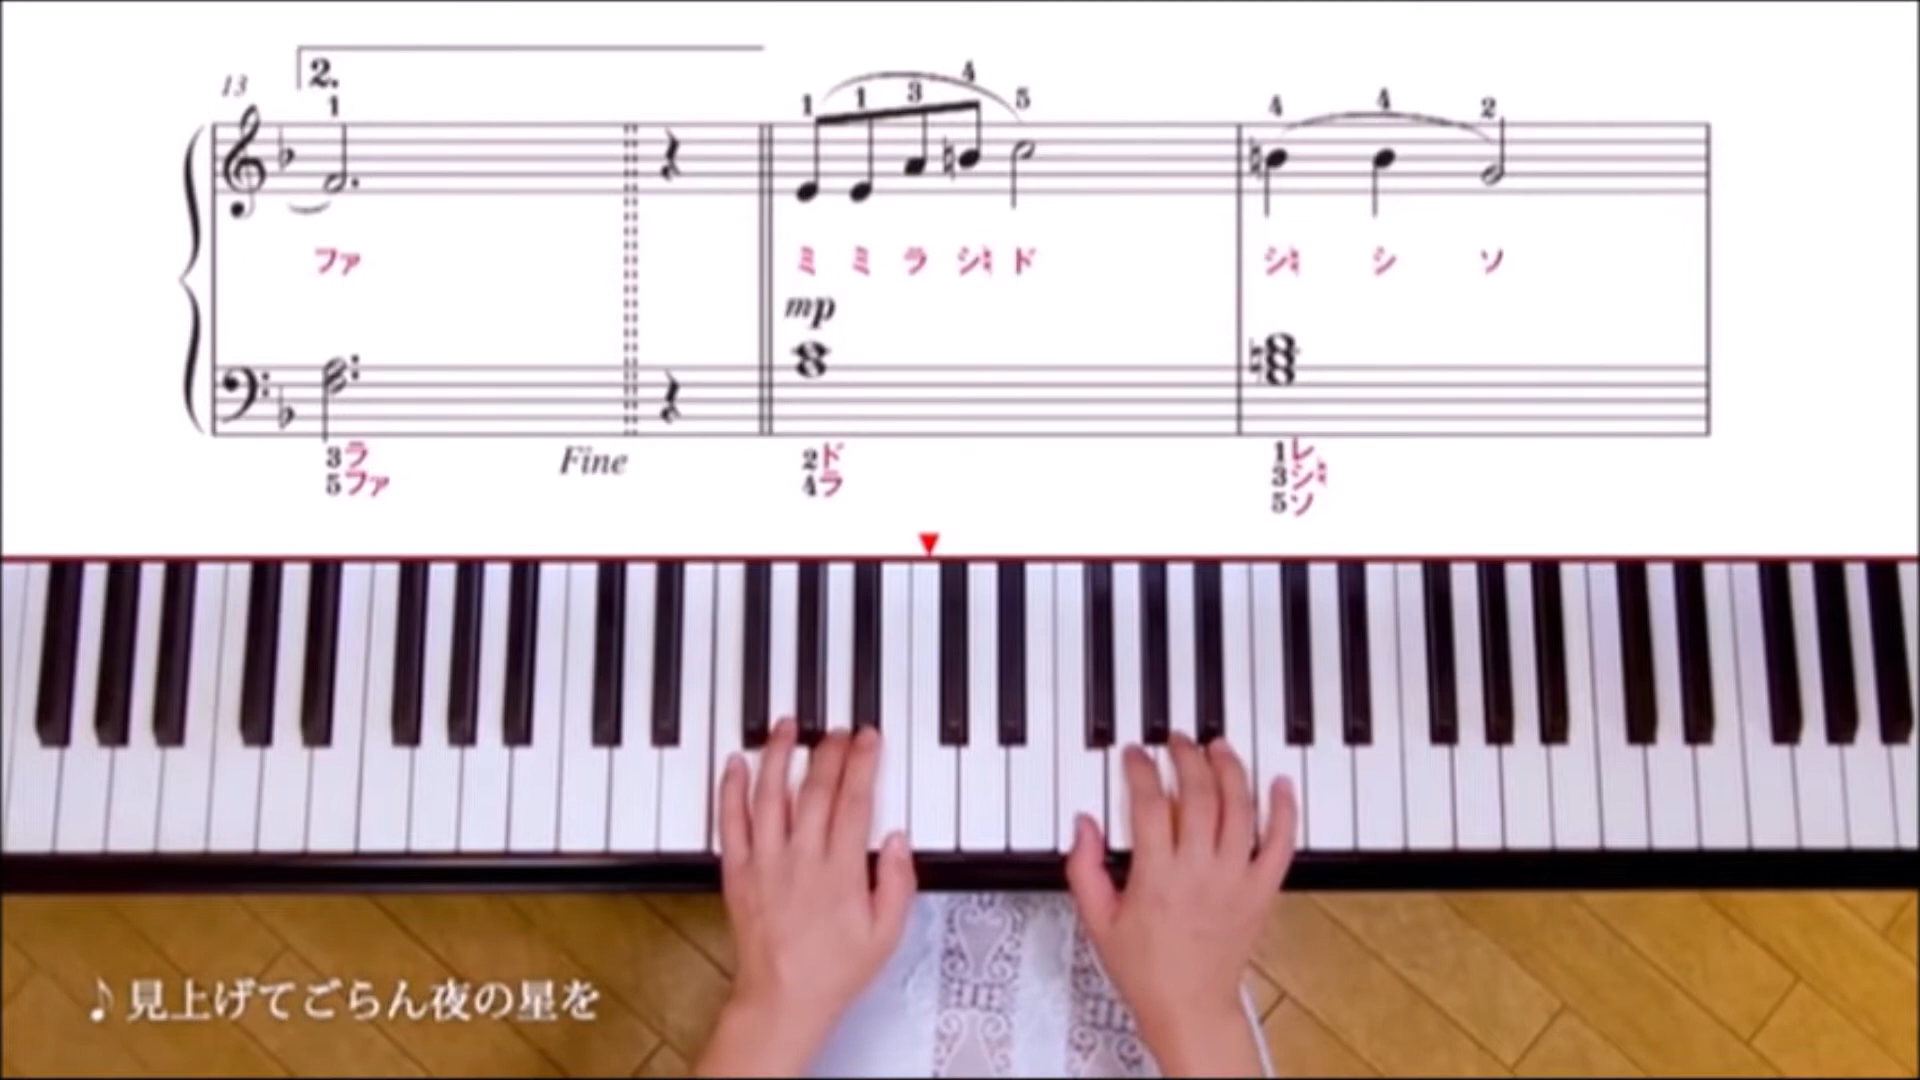 2.
13
1 1 1 3 4 5 4 4 2
ファ ミ ミ ラ シ♮ ド シ♮ シ ソ
mp
3ラ Fine 2ド 1レ
5ファ 4ラ 3シ♮
5ソ
♪見上げてごらん夜の星を